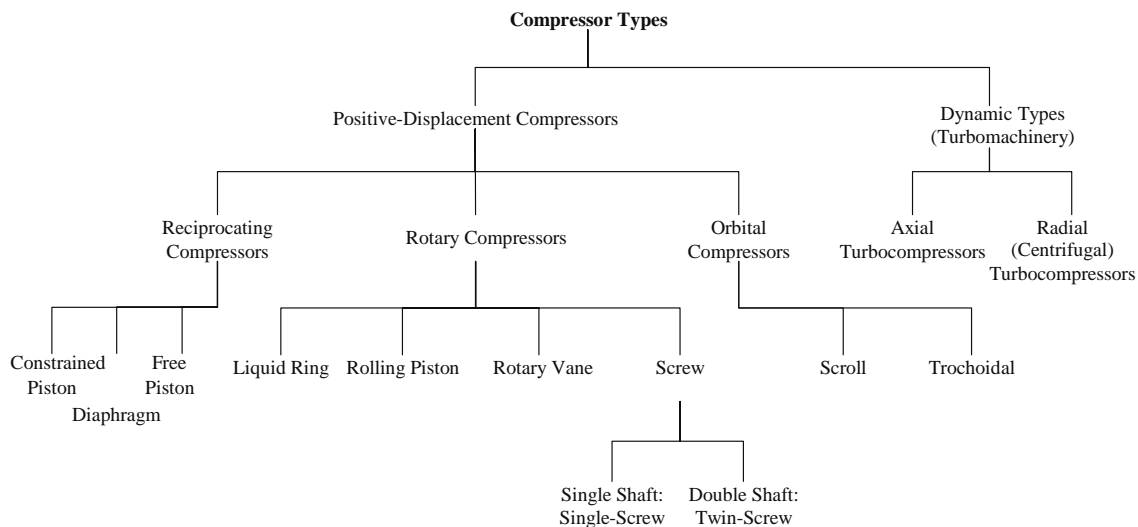 Compressor Types
Positive-Displacement Compressors
Dynamic Types
(Turbomachinery)
Reciprocating
Compressors
Rotary Compressors
Orbital
Compressors
Axial
Turbocompressors
Radial
(Centrifugal)
Turbocompressors
Constrained
Piston
Diaphragm
Free
Piston
Liquid Ring
Rolling Piston
Rotary Vane
Screw
Scroll
Trochoidal
Single Shaft:
Single-Screw
Double Shaft:
Twin-Screw